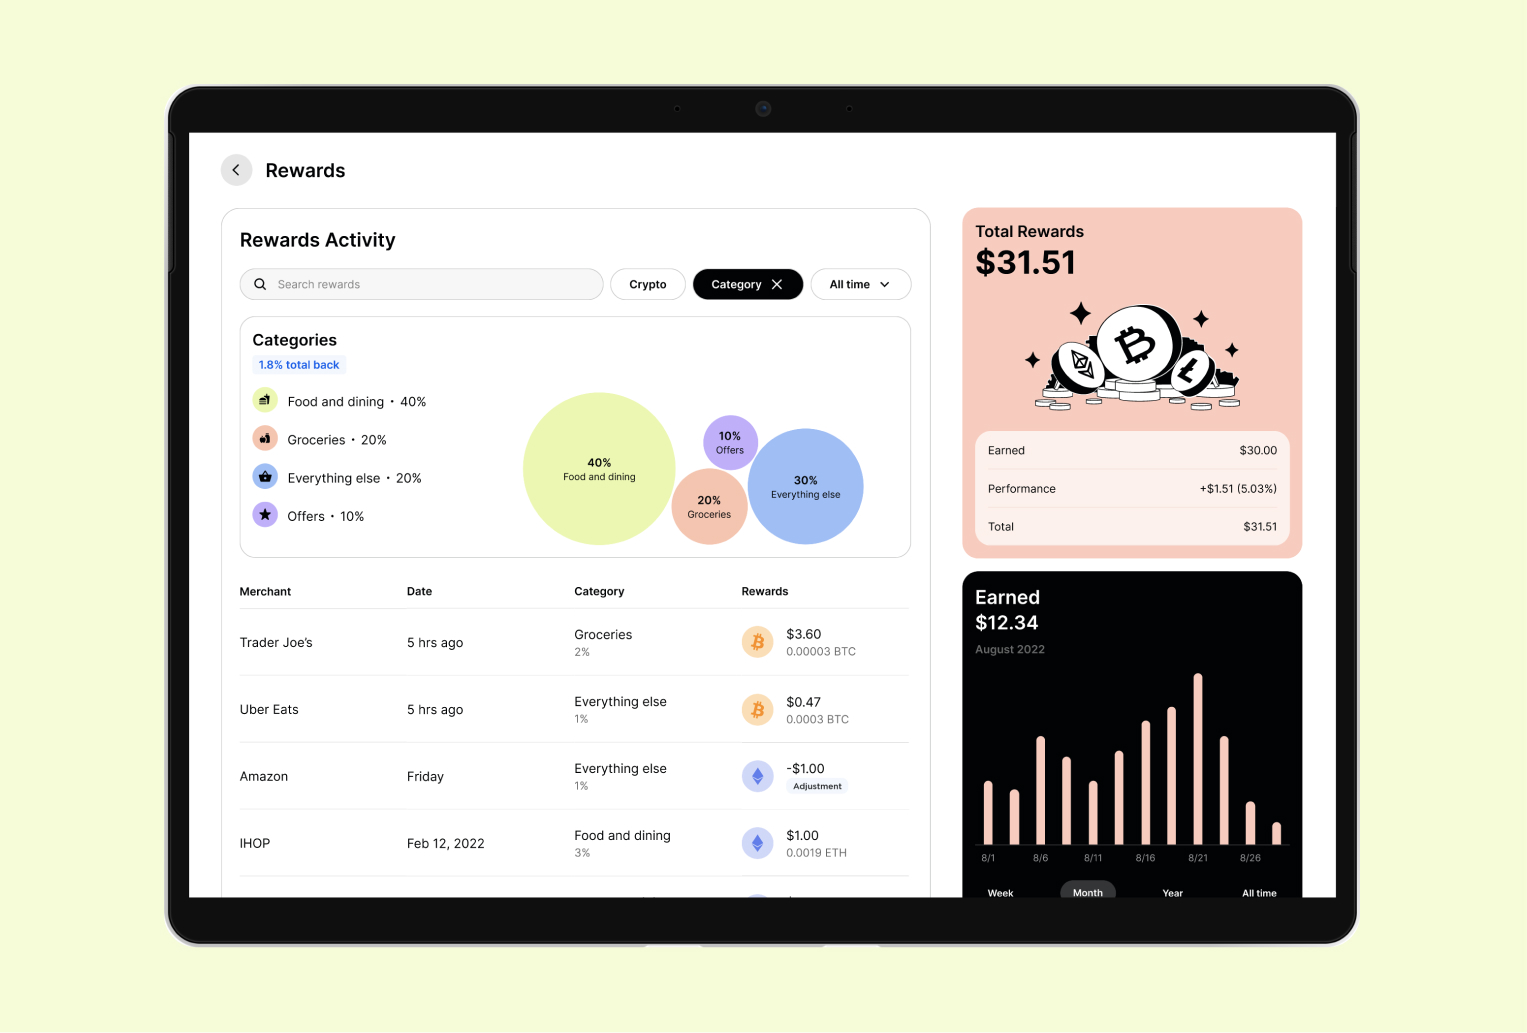 Rewards
Rewards Activity
Search rewards
Crypto
Category
All time
Categories
1.8% total back
Food and dining • 40%
Groceries • 20%
Everything else • 20%
Offers • 10%
40%
Food and dining
10%
Offers
20%
Groceries
30%
Everything else
Merchant Date Category Rewards
Trader Joe's 5 hrs ago Groceries $3.60
2% 0.00003 BTC
Uber Eats 5 hrs ago Everything else $0.47
1% 0.0003 BTC
Amazon Friday Everything else -$1.00
1% Adjustment
IHOP Feb 12, 2022 Food and dining $1.00
3% 0.0019 ETH
Total Rewards
$31.51
Earned $30.00
Performance +$1.51 (5.03%)
Total $31.51
Earned
$12.34
August 2022
8/1 8/6 8/11 8/16 8/21 8/26
Week Month Year All time